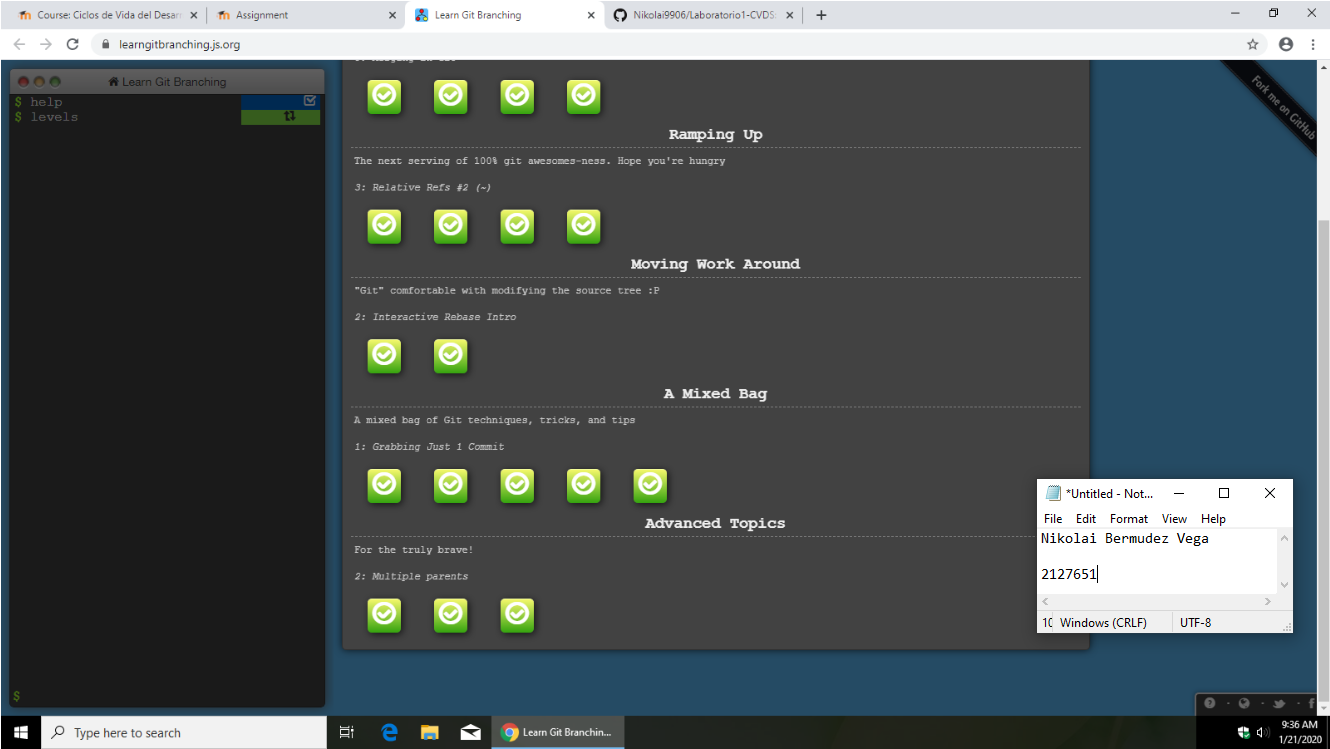 Course: Ciclos de Vida del Desar
Assignment
Learn Git Branching
Nikolai9906/Laboratorio1-CVDS
learngitbranching.js.org
Learn Git Branching
$ help
$ levels
$
Fork me on GitHub
Ramping Up
The next serving of 100% git awesomes-ness. Hope you're hungry
3: Relative Refs #2 (~)
Moving Work Around
"Git" comfortable with modifying the source tree :P
2: Interactive Rebase Intro
A Mixed Bag
A mixed bag of Git techniques, tricks, and tips
1: Grabbing Just 1 Commit
Advanced Topics
For the truly brave!
2: Multiple parents
*Untitled - Not...
File Edit Format View Help
Nikolai Bermudez Vega
2127651
10 Windows (CRLF) UTF-8
Type here to search
Learn Git Branchin...
9:36 AM
1/21/2020